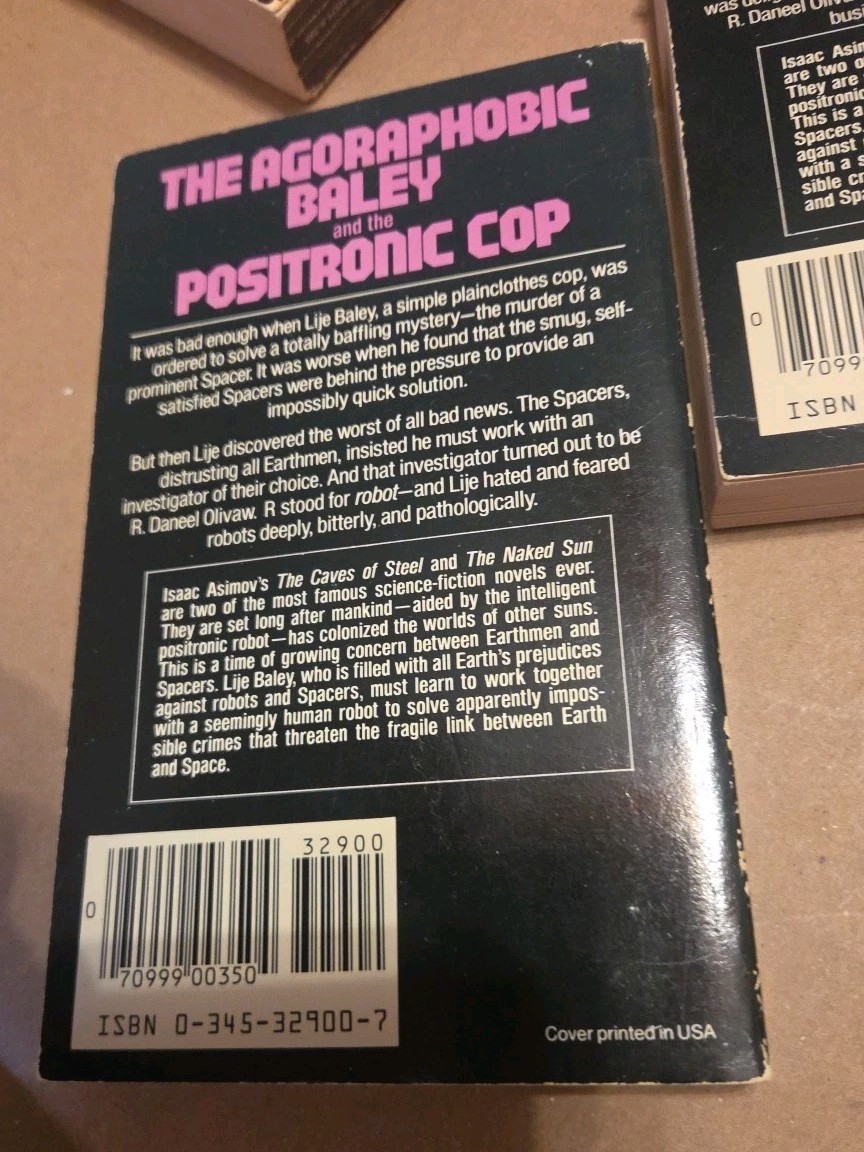 THE AGORAPHOBIC
BALEY
and the
POSITRONIC COP
It was bad enough when Lije Baley, a simple plainclothes cop, was
ordered to solve a totally baffling mystery—the murder of a
prominent Spacer. It was worse when he found that the smug, self-
satisfied Spacers were behind the pressure to provide an
impossibly quick solution.
But then Lije discovered the worst of all bad news. The Spacers,
distrusting all Earthmen, insisted he must work with an
investigator of their choice. And that investigator turned out to be
R. Daneel Olivaw. R stood for robot—and Lije hated and feared
robots deeply, bitterly, and pathologically.
Isaac Asimov's The Caves of Steel and The Naked Sun
are two of the most famous science-fiction novels ever.
They are set long after mankind—aided by the intelligent
positronic robot—has colonized the worlds of other suns.
This is a time of growing concern between Earthmen and
Spacers. Lije Baley, who is filled with all Earth's prejudices
against robots and Spacers, must learn to work together
with a seemingly human robot to solve apparently impos-
sible crimes that threaten the fragile link between Earth
and Space.
32900
0
70999 00350
ISBN 0-345-32900-7
Cover printed in USA
was
R. Daneel
busi
Isaac Asim
are two o
They are
positronic
This is a
Spacers.
against
with a s
sible cr
and Spa
0
7099
ISBN